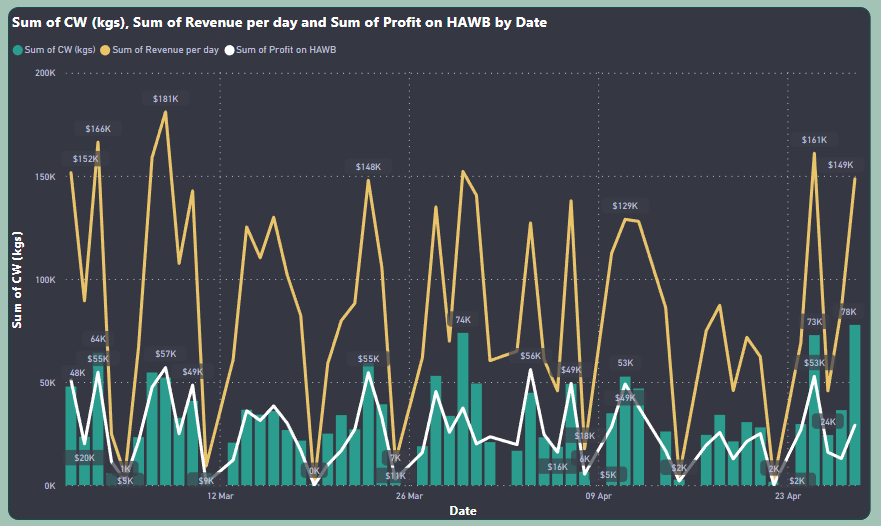 Sum of CW (kgs), Sum of Revenue per day and Sum of Profit on HAWB by Date
Sum of CW (kgs) Sum of Revenue per day Sum of Profit on HAWB
200K
$181K
$166K
$161K
$152K
$148K
$149K
150K
$129K
100K
74K
73K
78K
64K
$55K
$57K
$55K
$56K
53K
$53K
48K
$49K
$49K
$49K
50K
24K
$18K
$20K
7K
6K
1K
0K
$16K
$2K
2K
$5K
$9K
$11K
$5K
$2K
0K
12 Mar
26 Mar
09 Apr
23 Apr
Sum of CW (kgs)
Date